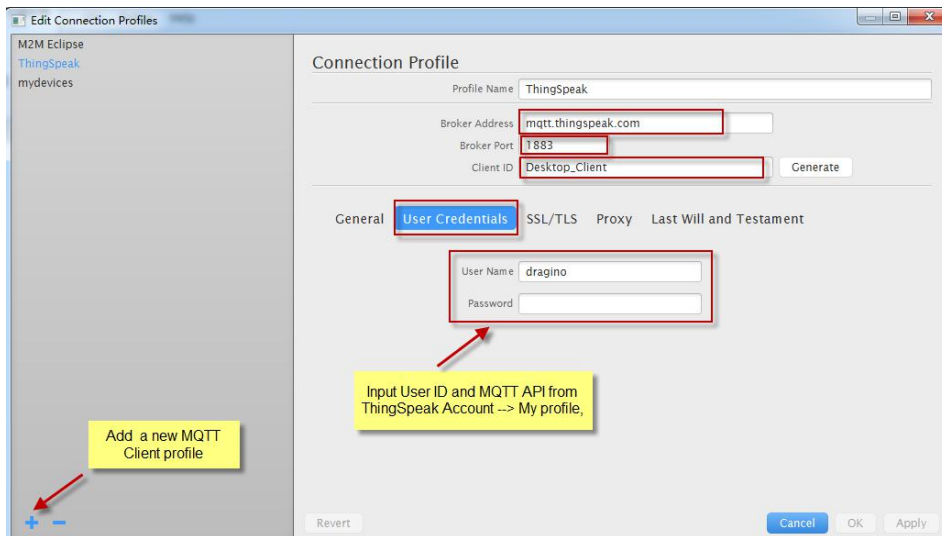 Edit Connection Profiles
M2M Eclipse
ThingSpeak
mydevices
Connection Profile
Profile Name ThingSpeak
Broker Address mqtt.thingspeak.com
Broker Port 1883
Client ID Desktop_Client Generate
General User Credentials SSL/TLS Proxy Last Will and Testament
User Name dragino
Password
Input User ID and MQTT API from
ThingSpeak Account --> My profile,
Add a new MQTT
Client profile
Revert Cancel OK Apply